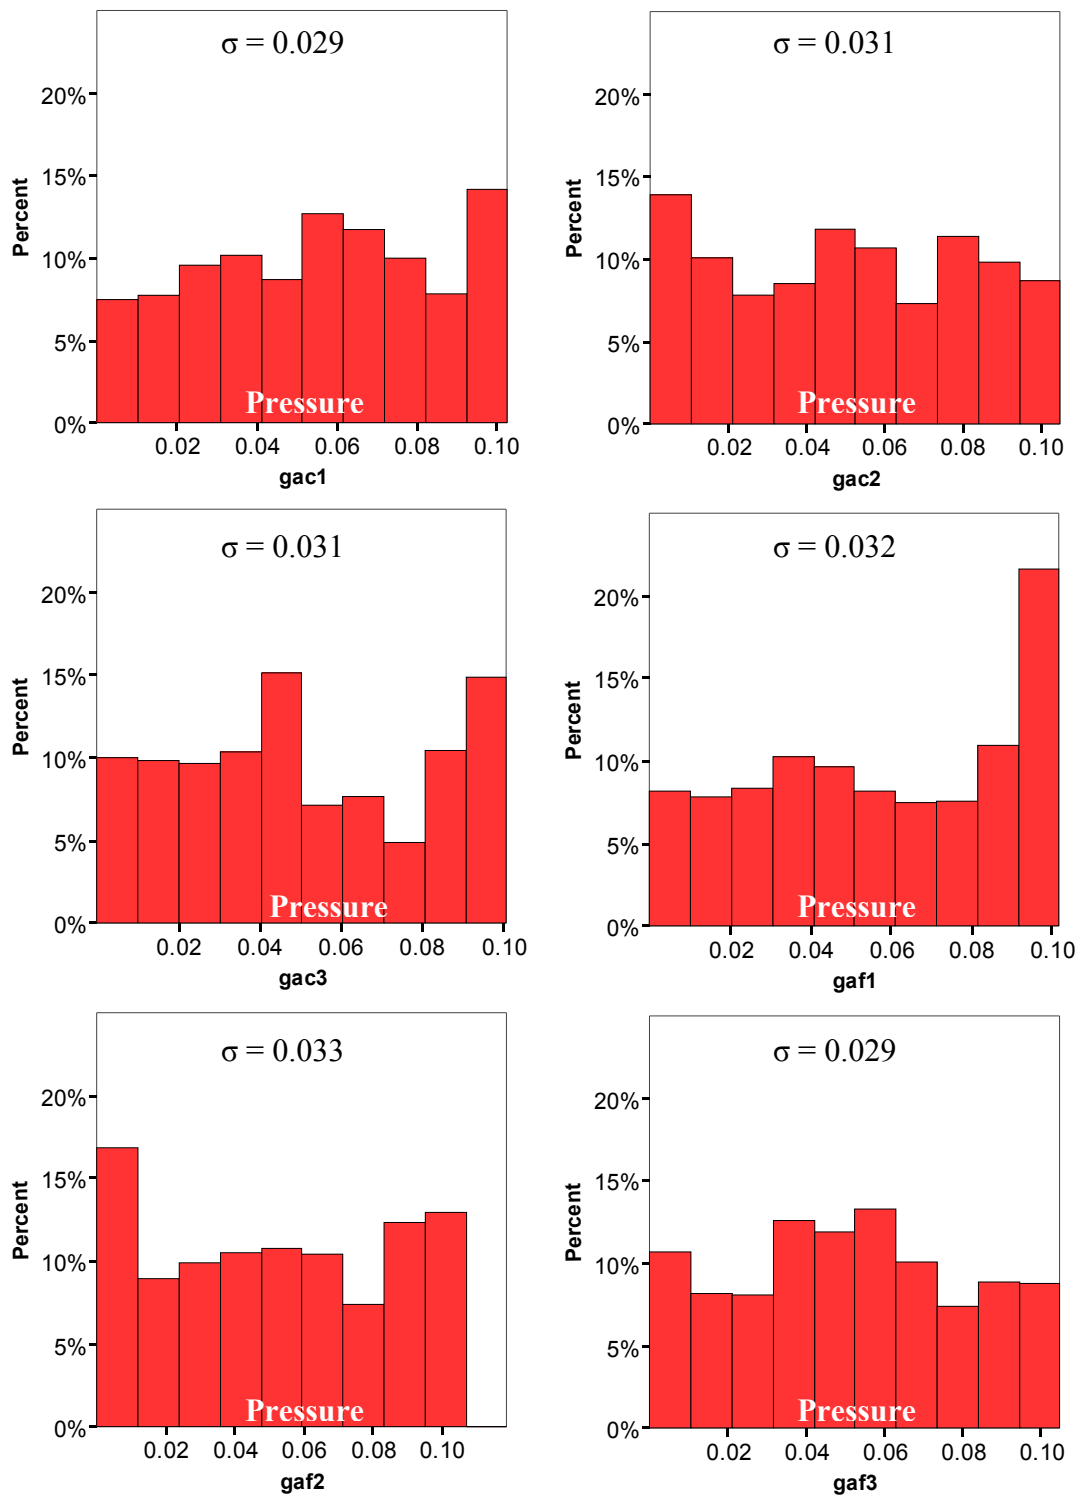 σ = 0.029
20%
15%
10%
5%
0%
Percent
Pressure
0.02 0.04 0.06 0.08 0.10
gac1
σ = 0.031
20%
15%
10%
5%
0%
Percent
Pressure
0.02 0.04 0.06 0.08 0.10
gac2
σ = 0.031
20%
15%
10%
5%
0%
Percent
Pressure
0.02 0.04 0.06 0.08 0.10
gac3
σ = 0.032
20%
15%
10%
5%
0%
Percent
Pressure
0.02 0.04 0.06 0.08 0.10
gaf1
σ = 0.033
20%
15%
10%
5%
0%
Percent
Pressure
0.02 0.04 0.06 0.08 0.10
gaf2
σ = 0.029
20%
15%
10%
5%
0%
Percent
Pressure
0.02 0.04 0.06 0.08 0.10
gaf3